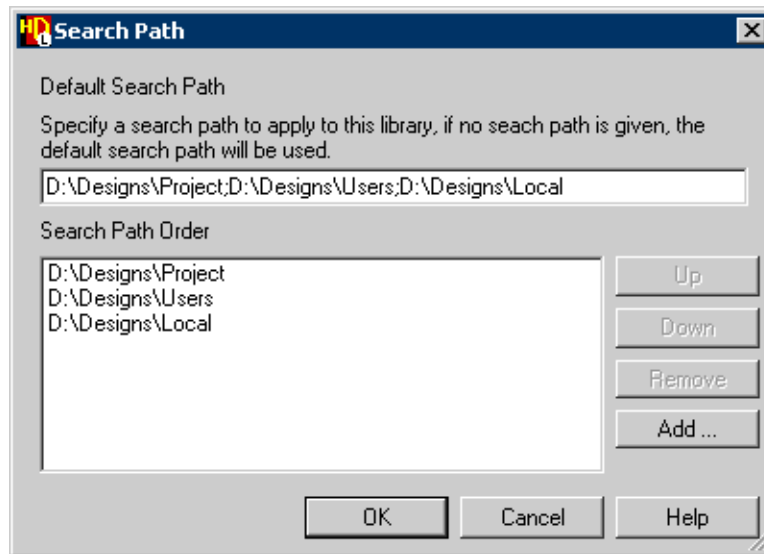 HDL Search Path
Default Search Path
Specify a search path to apply to this library, if no seach path is given, the
default search path will be used.
D:\Designs\Project;D:\Designs\Users;D:\Designs\Local
Search Path Order
D:\Designs\Project
D:\Designs\Users
D:\Designs\Local
Up
Down
Remove
Add ...
OK Cancel Help